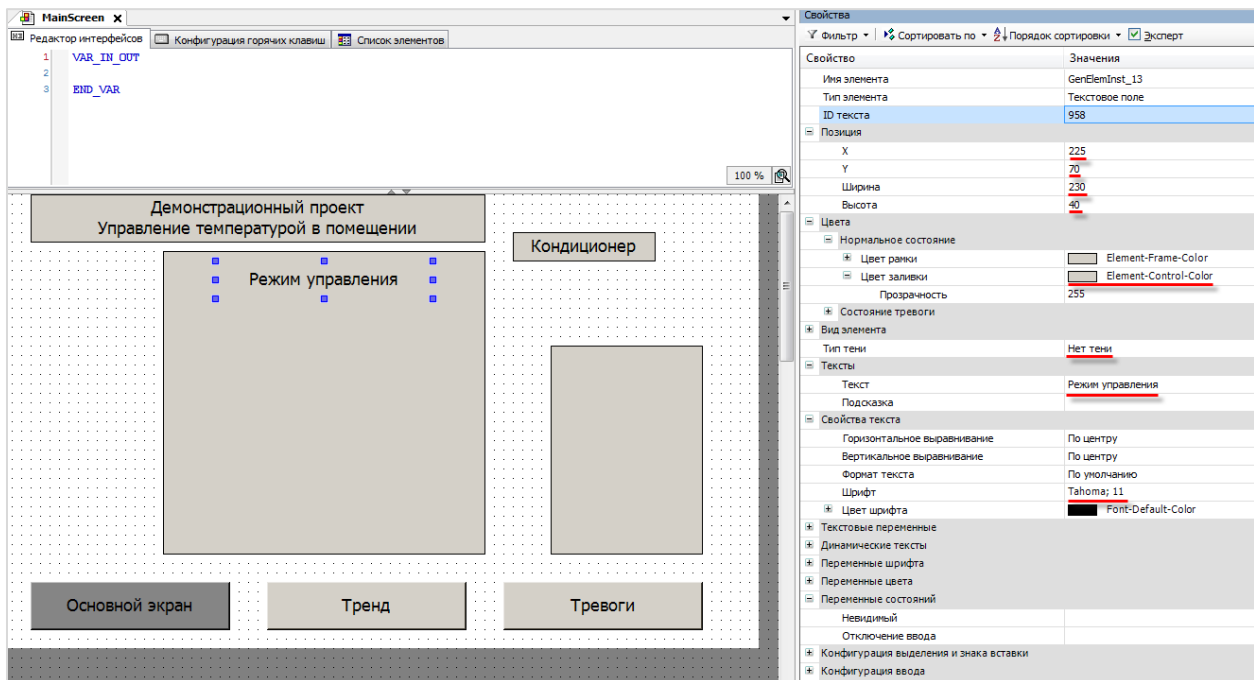 MainScreen x
Редактор интерфейсов Конфигурация горячих клавиш Список элементов
1 VAR_IN_OUT
2
3 END_VAR
100 %
Демонстрационный проект
Управление температурой в помещении
Кондиционер
Режим управления
Основной экран Тренд Тревоги
Свойства
Фильтр Сортировать по Порядок сортировки Эксперт
Свойство Значения
Имя элемента GenElemInst_13
Тип элемента Текстовое поле
ID текста 958
Позиция
X 225
Y 70
Ширина 230
Высота 40
Цвета
Нормальное состояние
Цвет рамки Element-Frame-Color
Цвет заливки Element-Control-Color
Прозрачность 255
Состояние тревоги
Вид элемента
Тип тени Нет тени
Тексты
Текст Режим управления
Подсказка
Свойства текста
Горизонтальное выравнивание По центру
Вертикальное выравнивание По центру
Формат текста По умолчанию
Шрифт Tahoma; 11
Цвет шрифта Font-Default-Color
Текстовые переменные
Динамические тексты
Переменные шрифта
Переменные цвета
Переменные состояний
Невидимый
Отключение ввода
Конфигурация выделения и знака вставки
Конфигурация ввода